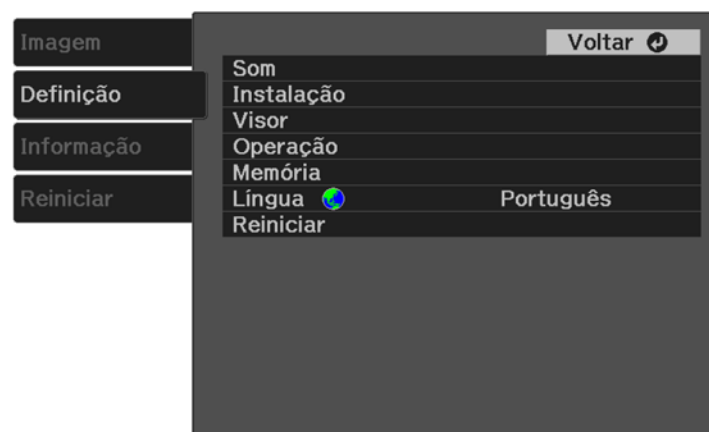 Imagem
Definição
Informação
Reiniciar
Voltar
Som
Instalação
Visor
Operação
Memória
Língua Português
Reiniciar